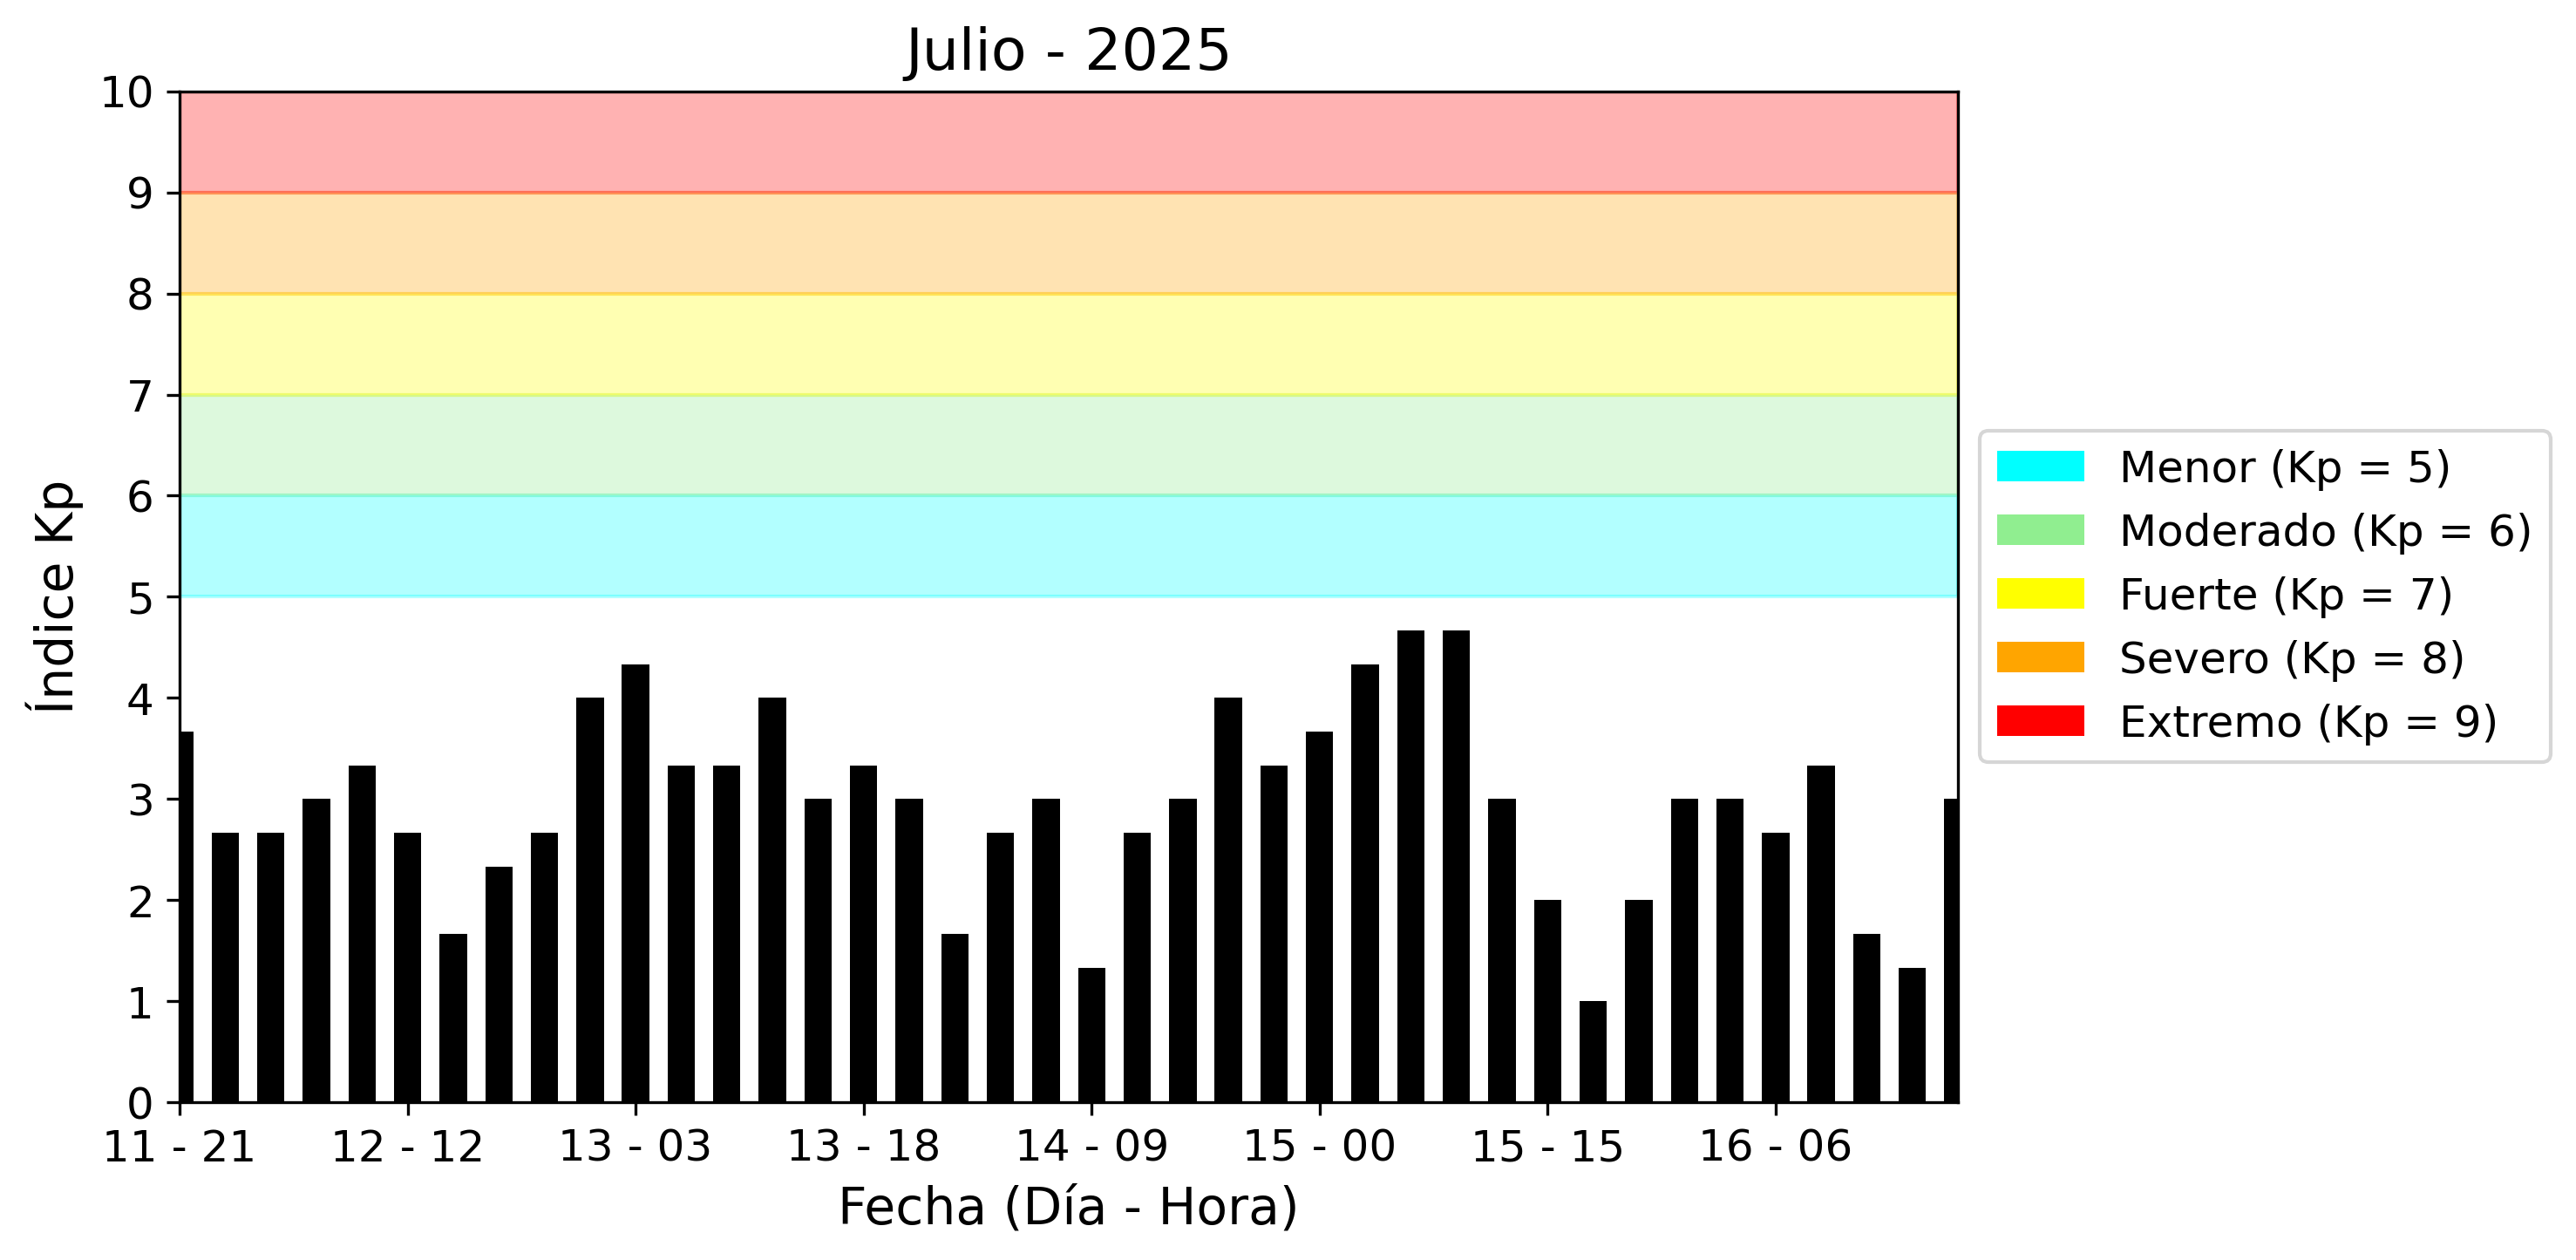 Julio - 2025
10
9
8
7
6
5
4
3
2
1
0
Índice Kp
11 - 21
12 - 12
13 - 03
13 - 18
14 - 09
15 - 00
15 - 15
16 - 06
Fecha (Día - Hora)
Menor (Kp = 5)
Moderado (Kp = 6)
Fuerte (Kp = 7)
Severo (Kp = 8)
Extremo (Kp = 9)